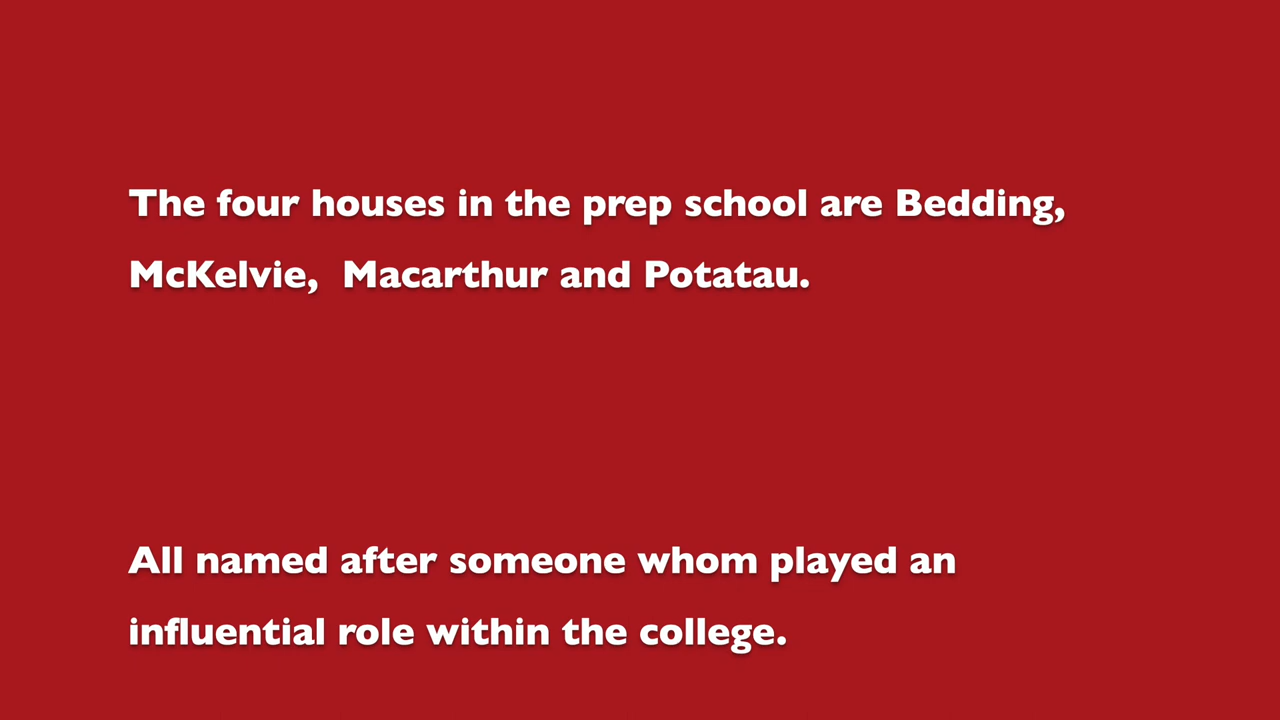 The four houses in the prep school are Bedding,
McKelvie,  Macarthur and Potatau.
All named after someone whom played an
influential role within the college.